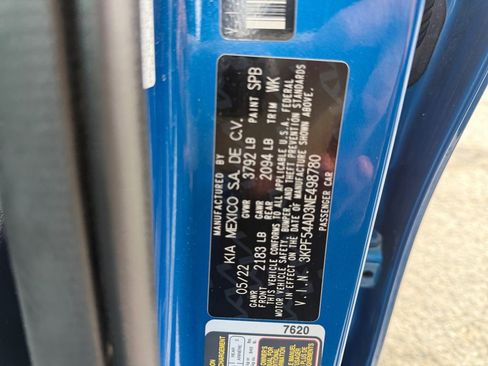 MANUFACTURED BY
KIA MEXICO S.A. DE C.V.
05/22 GVWR 3792 LB PAINT SPB
GAWR FRONT 2183 LB GAWR REAR 2094 LB TRIM WK
THIS VEHICLE CONFORMS TO ALL APPLICABLE U.S.A. FEDERAL
MOTOR VEHICLE SAFETY, BUMPER, AND THEFT PREVENTION STANDARDS
IN EFFECT ON THE DATE OF MANUFACTURE SHOWN ABOVE.
V.I.N. 3KPF54AD3NE498780
PASSENGER CAR
7620